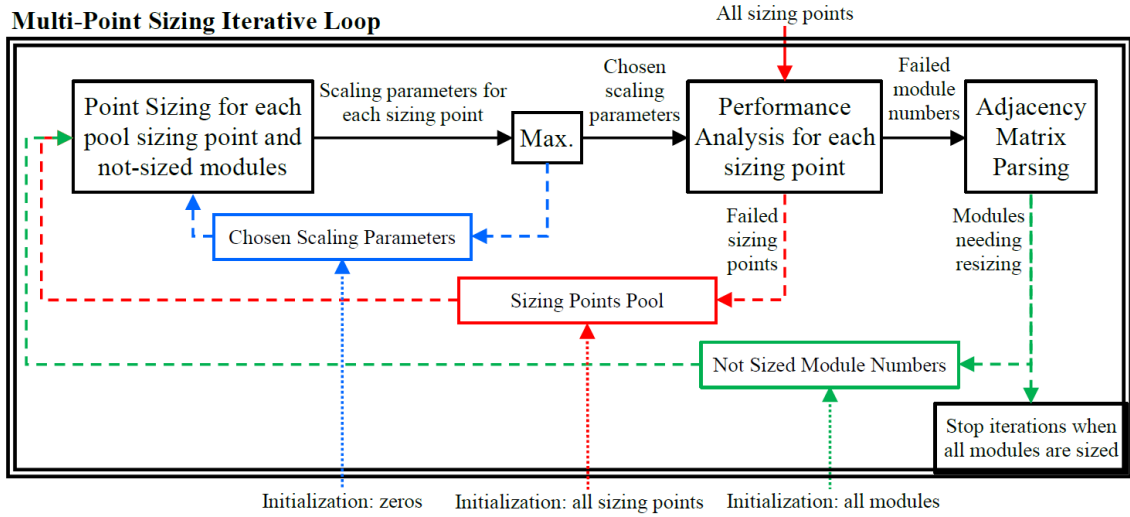 Multi-Point Sizing Iterative Loop
All sizing points
Point Sizing for each
pool sizing point and
not-sized modules
Scaling parameters for
each sizing point
Max.
Chosen
scaling
parameters
Performance
Analysis for each
sizing point
Failed
module
numbers
Adjacency
Matrix
Parsing
Chosen Scaling Parameters
Failed
sizing
points
Modules
needing
resizing
Sizing Points Pool
Not Sized Module Numbers
Stop iterations when
all modules are sized
Initialization: zeros
Initialization: all sizing points
Initialization: all modules